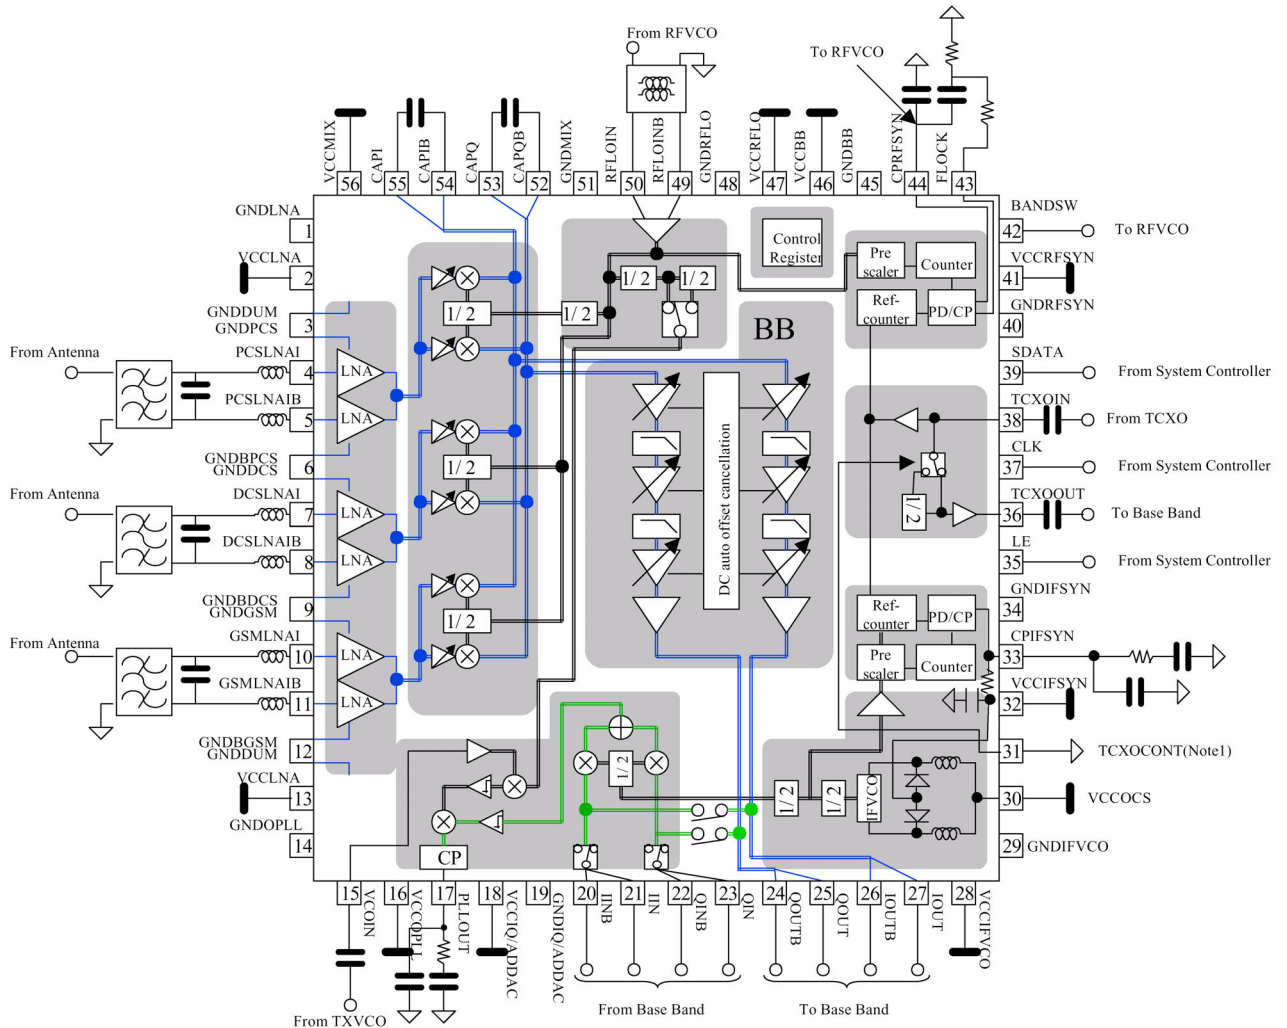 From RFVCO
To RFVCO
VCCMIX
CAPI
CAPIB
CAPQ
CAPQB
GNDMIX
RFLOIN
RFLOINB
GNDRFLO
VCCRFLO
VCCBB
GNDBB
CPRFSYN
FLOCK
56
55
54
53
52
51
50
49
48
47
46
45
44
43
GNDLNA
1
VCCLNA
2
GNDDUM
3
GNDPCS
From Antenna
PCSLNAI
4
PCSLNAIB
5
GNDBPCS
6
GNDDCS
From Antenna
DCSLNAI
7
DCSLNAIB
8
GNDBDCS
9
GNDGSM
From Antenna
GSMLNAI
10
GSMLNAIB
11
GNDBGSM
12
GNDDUM
VCCLNA
13
GNDOPLL
14
LNA
LNA
LNA
LNA
LNA
LNA
1/2
1/2
1/2
1/2
1/2
1/2
Control
Register
BB
DC auto offset cancellation
Pre
scaler
Counter
Ref-
counter
PD/CP
1/2
Ref-
counter
PD/CP
Pre
scaler
Counter
1/2
1/2
1/2
IFVCO
CP
BANDSW
42
To RFVCO
VCCRFSYN
41
GNDRFSYN
40
SDATA
39
From System Controller
TCXOIN
38
From TCXO
CLK
37
From System Controller
TCXOOUT
36
To Base Band
LE
35
From System Controller
GNDIFSYN
34
CPIFSYN
33
VCCIFSYN
32
31
TCXOCONT(Note1)
30
VCCOCS
29
GNDIFVCO
15
16
17
18
19
20
21
22
23
24
25
26
27
28
VCOIN
VCCOPLL
PLLOUT
VCCIQ/ADDAC
GNDIQ/ADDAC
IINB
IIN
QINB
QIN
QOUTB
QOUT
IOUTB
IOUT
VCCIFVCO
From TXVCO
From Base Band
To Base Band